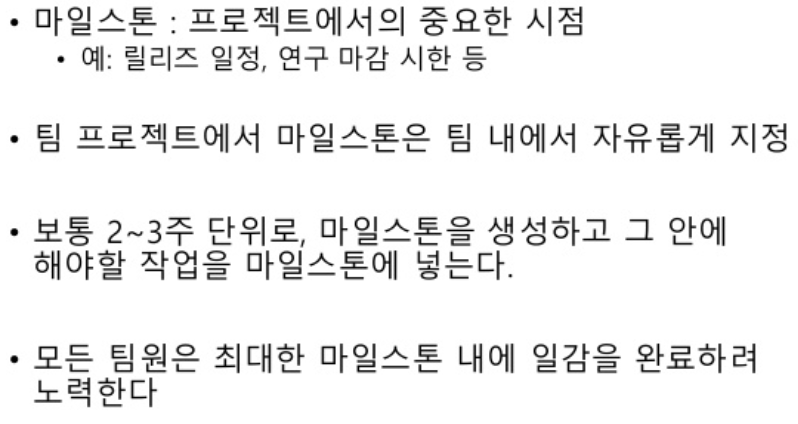 • 마일스톤 : 프로젝트에서의 중요한 시점
• 예: 릴리즈 일정, 연구 마감 시한 등
• 팀 프로젝트에서 마일스톤은 팀 내에서 자유롭게 지정
• 보통 2~3주 단위로, 마일스톤을 생성하고 그 안에
해야할 작업을 마일스톤에 넣는다.
• 모든 팀원은 최대한 마일스톤 내에 일감을 완료하려
노력한다